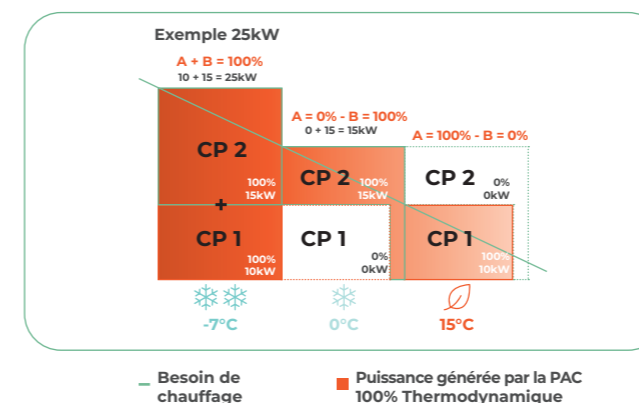 Exemple 25kW
A + B = 100%
10 + 15 = 25kW
A = 0% - B = 100%
0 + 15 = 15kW
A = 100% - B = 0%
CP 2
100%
15kW
CP 2
100%
15kW
CP 2
0%
0kW
+
CP 1
100%
10kW
CP 1
0%
0kW
CP 1
100%
10kW
-7°C
0°C
15°C
Besoin de
chauffage
Puissance générée par la PAC
100% Thermodynamique